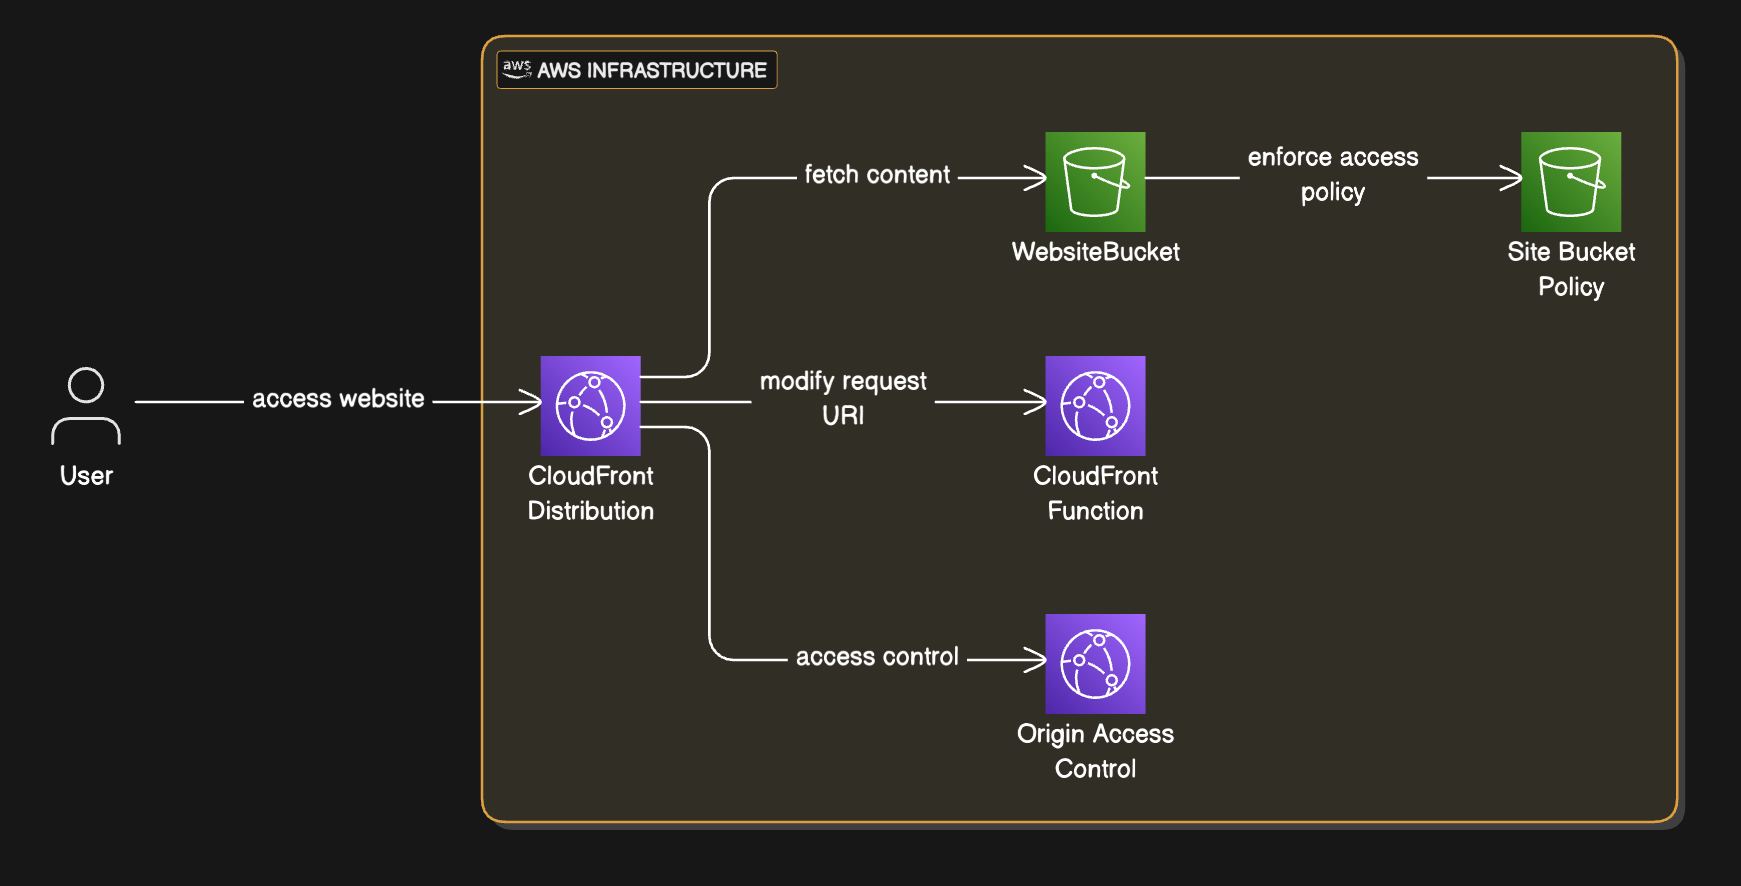 aws AWS INFRASTRUCTURE
fetch content
enforce access
policy
WebsiteBucket
Site Bucket
Policy
access website
modify request
URI
User
CloudFront
Distribution
CloudFront
Function
access control
Origin Access
Control